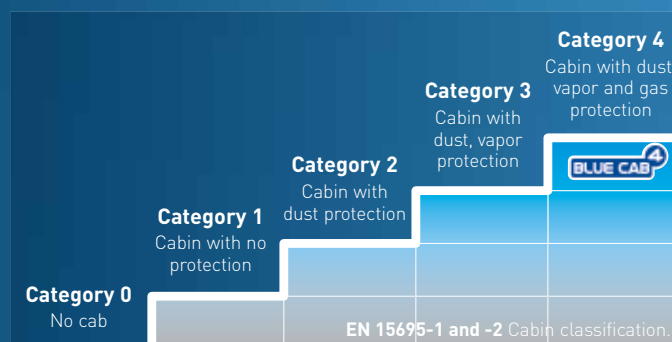 Category 4
Cabin with dust
vapor and gas
protection
Category 3
Cabin with
dust, vapor
protection
BLUE CAB 4
Category 2
Cabin with
dust protection
Category 1
Cabin with no
protection
Category 0
No cab
EN 15695-1 and -2 Cabin classification.